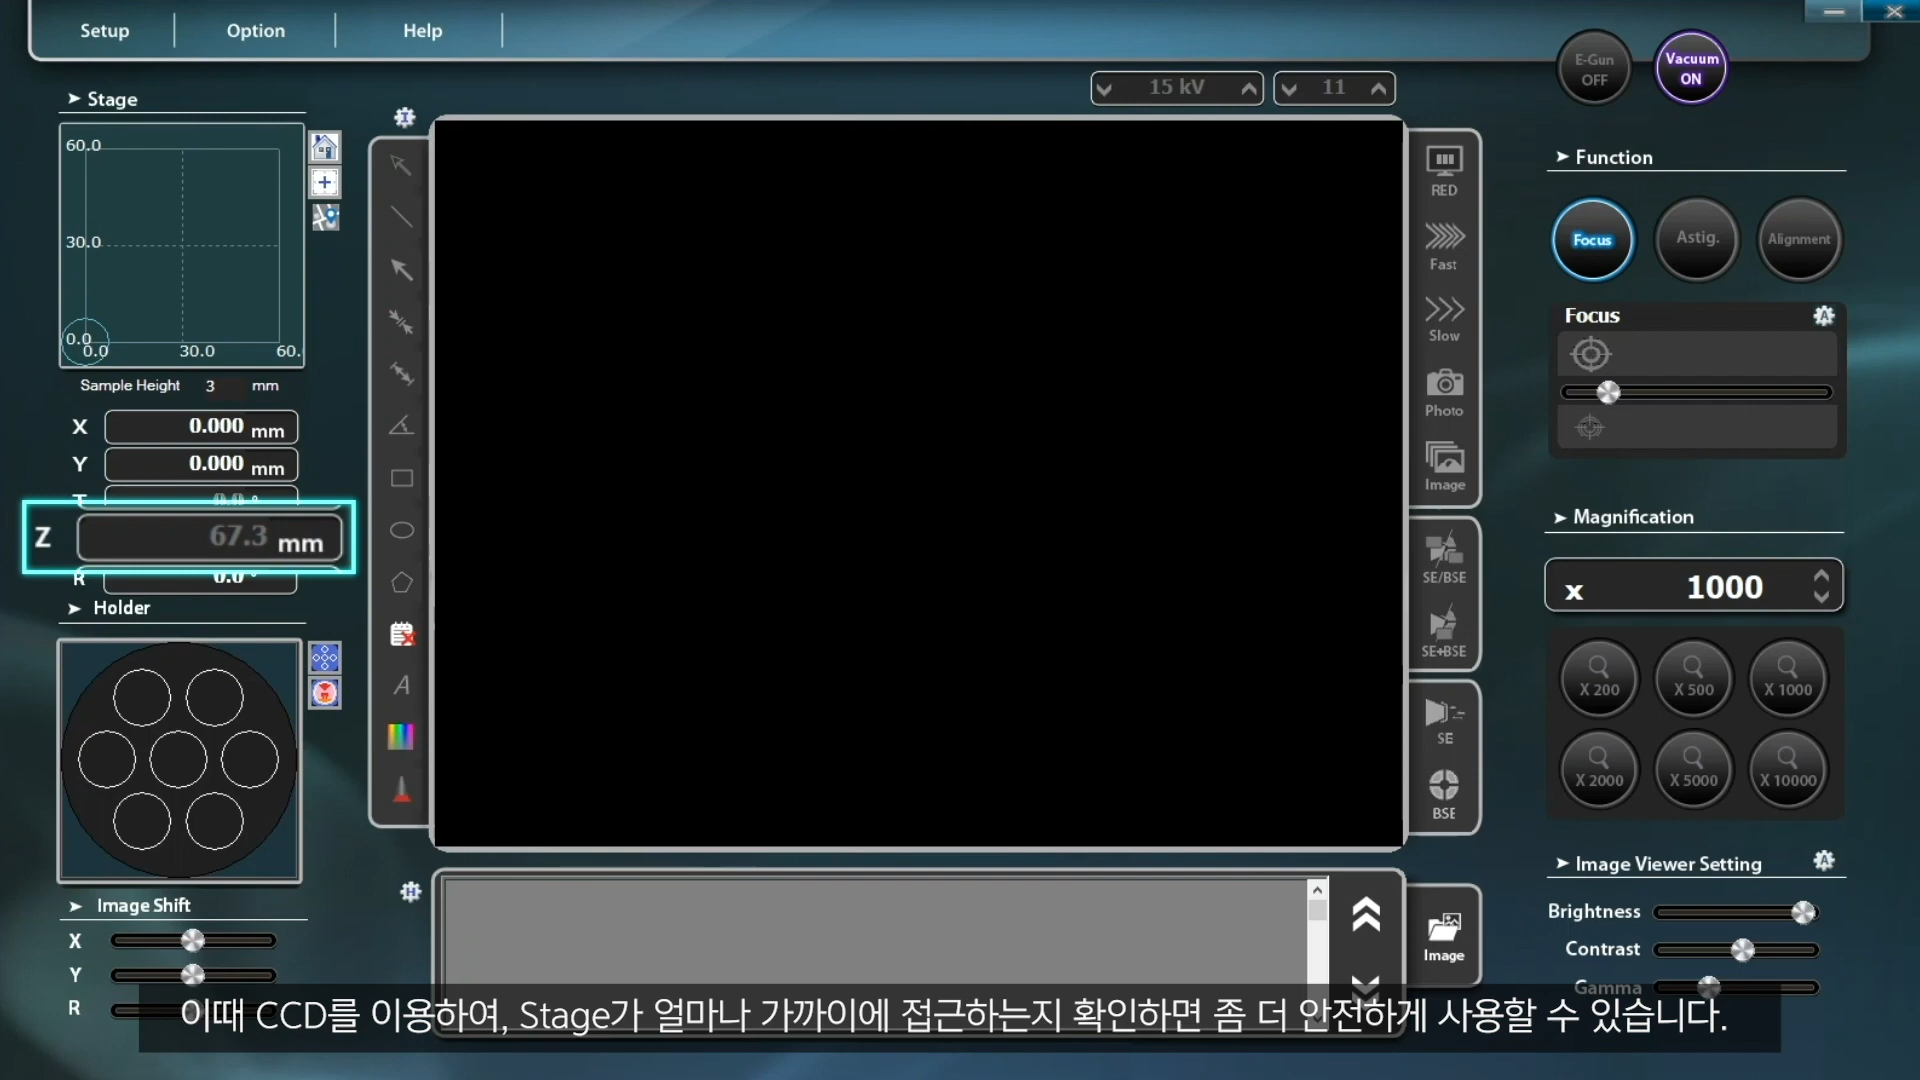 Setup
Option
Help
E-Gun
OFF
Vacuum
ON
15 kV
11
Stage
60.0
30.0
0.0
0.0
30.0
60.
Sample Height 3 mm
X 0.000 mm
Y 0.000 mm
T 0.0 °
Z 67.3 mm
R 0.0 °
Holder
Image Shift
X
Y
R
A
RED
Fast
Slow
Photo
Image
SE/BSE
SE+BSE
SE
BSE
Image
Function
Focus
Astig.
Alignment
Focus
Magnification
x 1000
X 200
X 500
X 1000
X 2000
X 5000
X 10000
Image Viewer Setting
Brightness
Contrast
Gamma
이때 CCD를 이용하여, Stage가 얼마나 가까이에 접근하는지 확인하면 좀 더 안전하게 사용할 수 있습니다.